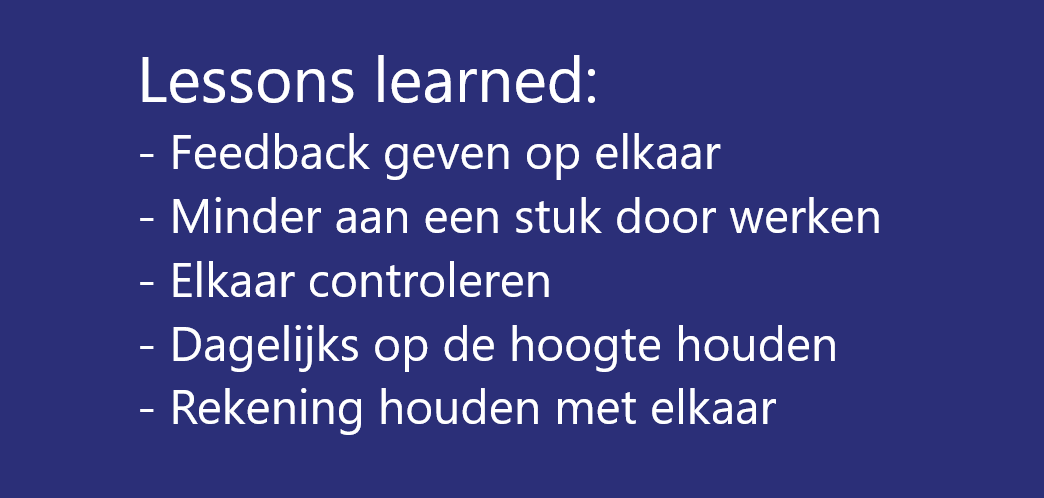 Lessons learned:
- Feedback geven op elkaar
- Minder aan een stuk door werken
- Elkaar controleren
- Dagelijks op de hoogte houden
- Rekening houden met elkaar